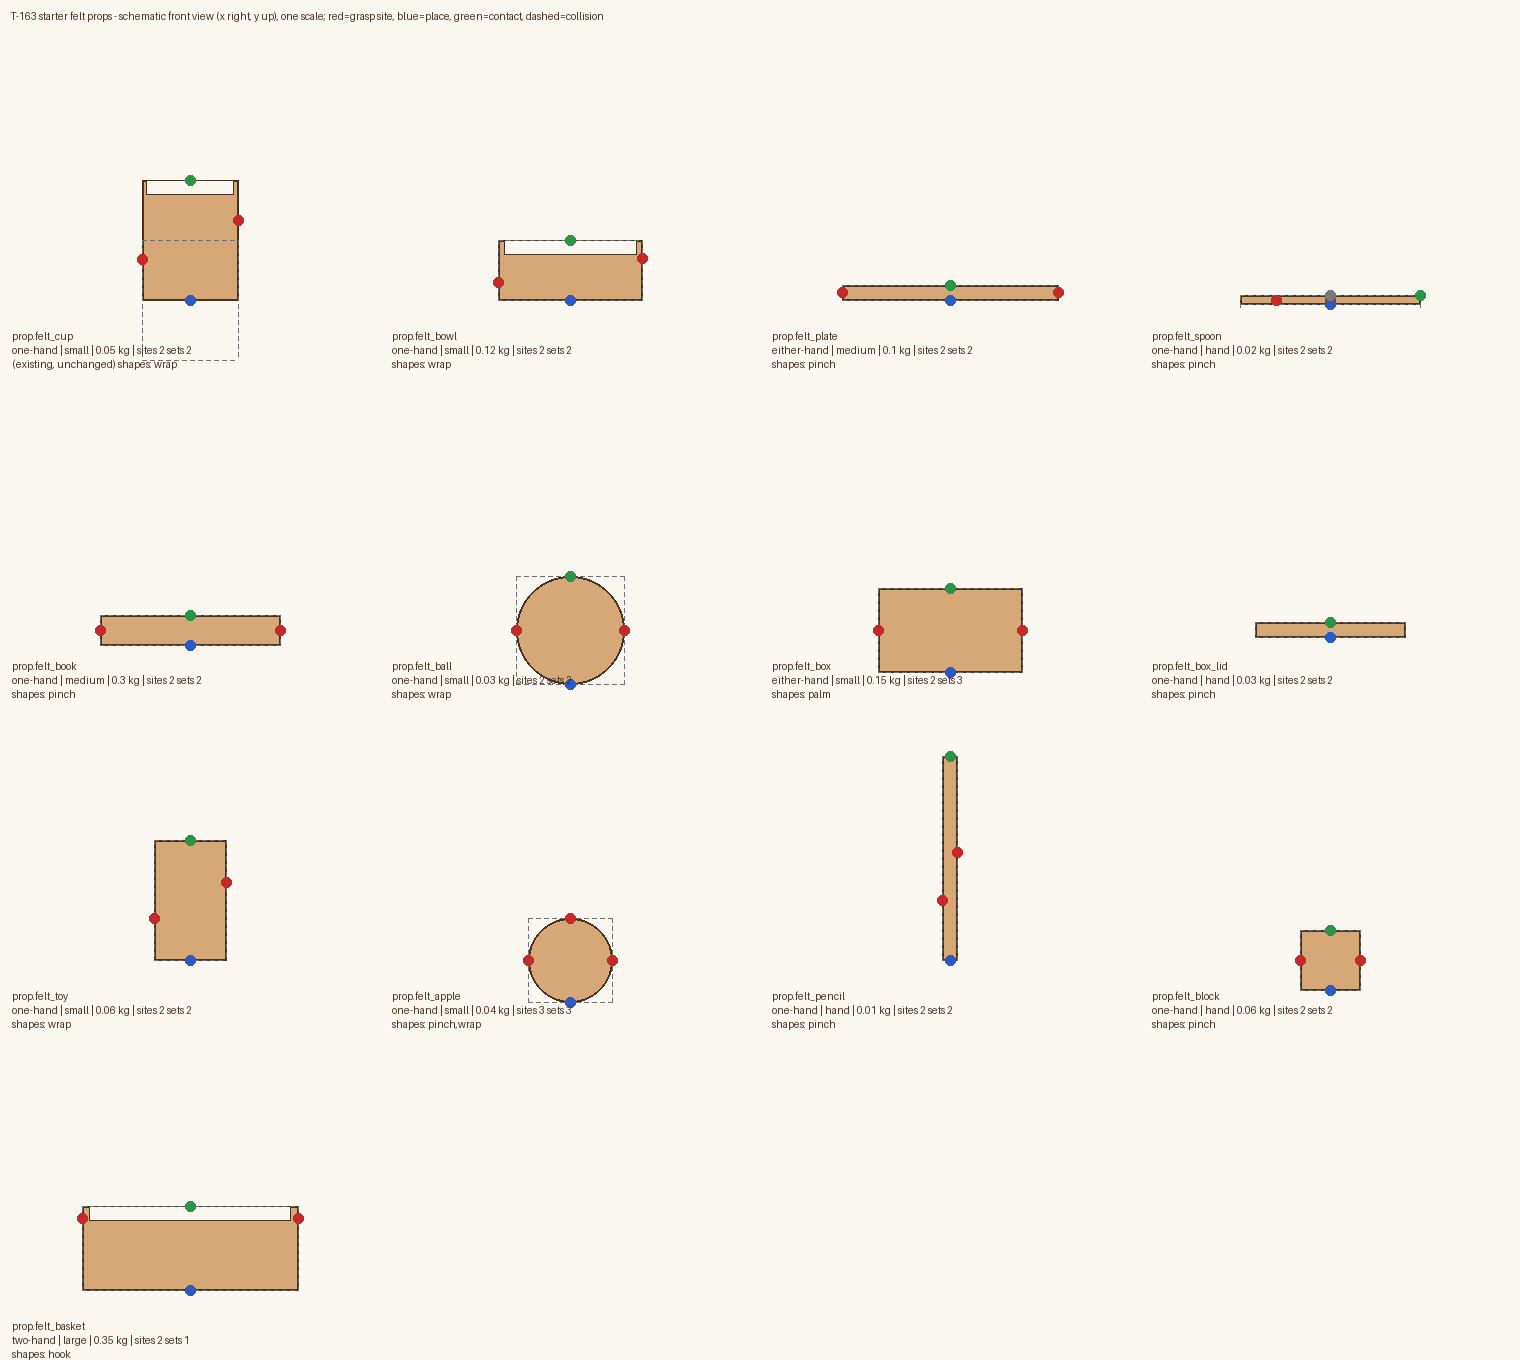 T-163 starter felt props - schematic front view (x right, y up), one scale; red=grasp site, blue=place, green=contact, dashed=collision
prop.felt_cup
one-hand | small | 0.05 kg | sites 2 sets 2
(existing, unchanged) shapes: wrap
prop.felt_bowl
one-hand | small | 0.12 kg | sites 2 sets 2
shapes: wrap
prop.felt_plate
either-hand | medium | 0.1 kg | sites 2 sets 2
shapes: pinch
prop.felt_spoon
one-hand | hand | 0.02 kg | sites 2 sets 2
shapes: pinch
prop.felt_book
one-hand | medium | 0.3 kg | sites 2 sets 2
shapes: pinch
prop.felt_ball
one-hand | small | 0.03 kg | sites 2 sets 2
shapes: wrap
prop.felt_box
either-hand | small | 0.15 kg | sites 2 sets 3
shapes: palm
prop.felt_box_lid
one-hand | hand | 0.03 kg | sites 2 sets 2
shapes: pinch
prop.felt_toy
one-hand | small | 0.06 kg | sites 2 sets 2
shapes: wrap
prop.felt_apple
one-hand | small | 0.04 kg | sites 3 sets 3
shapes: pinch,wrap
prop.felt_pencil
one-hand | hand | 0.01 kg | sites 2 sets 2
shapes: pinch
prop.felt_block
one-hand | hand | 0.06 kg | sites 2 sets 2
shapes: pinch
prop.felt_basket
two-hand | large | 0.35 kg | sites 2 sets 1
shapes: hook